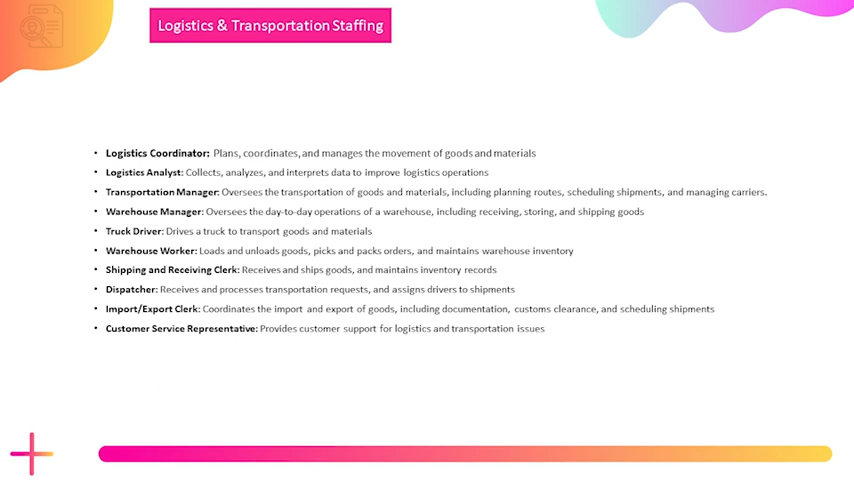 Logistics & Transportation Staffing
• Logistics Coordinator: Plans, coordinates, and manages the movement of goods and materials
• Logistics Analyst: Collects, analyzes, and interprets data to improve logistics operations
• Transportation Manager: Oversees the transportation of goods and materials, including planning routes, scheduling shipments, and managing carriers.
• Warehouse Manager: Oversees the day-to-day operations of a warehouse, including receiving, storing, and shipping goods
• Truck Driver: Drives a truck to transport goods and materials
• Warehouse Worker: Loads and unloads goods, picks and packs orders, and maintains warehouse inventory
• Shipping and Receiving Clerk: Receives and ships goods, and maintains inventory records
• Dispatcher: Receives and processes transportation requests, and assigns drivers to shipments
• Import/Export Clerk: Coordinates the import and export of goods, including documentation, customs clearance, and scheduling shipments
• Customer Service Representative: Provides customer support for logistics and transportation issues